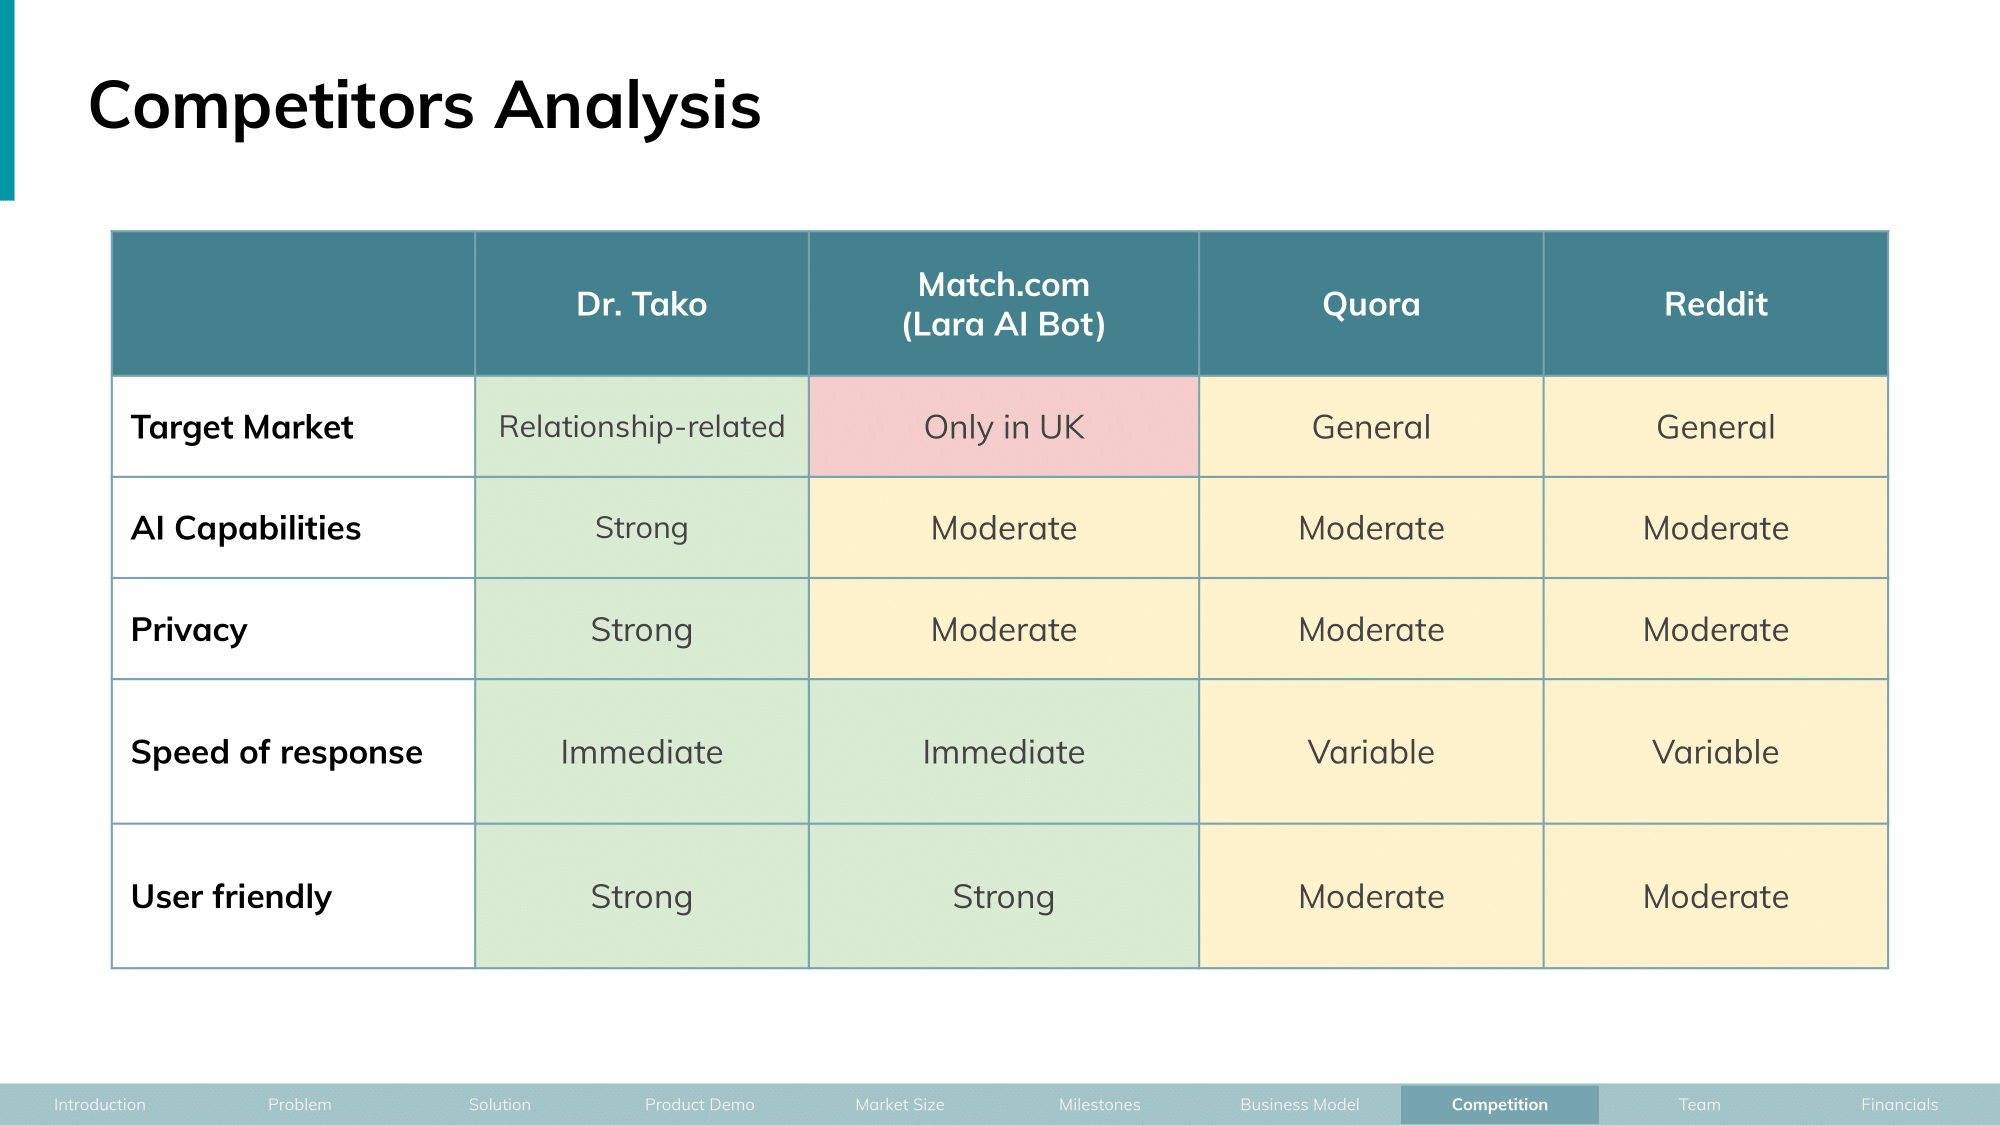 Competitors Analysis
Dr. Tako
Match.com
(Lara AI Bot)
Quora
Reddit
Target Market
Relationship-related
Only in UK
General
General
AI Capabilities
Strong
Moderate
Moderate
Moderate
Privacy
Strong
Moderate
Moderate
Moderate
Speed of response
Immediate
Immediate
Variable
Variable
User friendly
Strong
Strong
Moderate
Moderate
Introduction
Problem
Solution
Product Demo
Market Size
Milestones
Business Model
Competition
Team
Financials